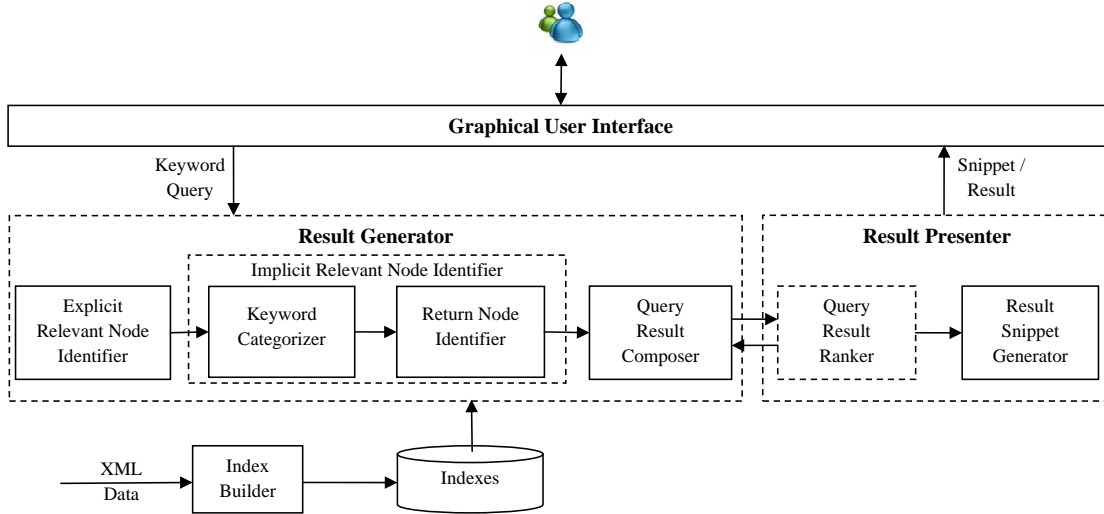 Graphical User Interface
Keyword
Query
Snippet /
Result
Result Generator
Result Presenter
Implicit Relevant Node Identifier
Explicit
Relevant Node
Identifier
Keyword
Categorizer
Return Node
Identifier
Query
Result
Composer
Query
Result
Ranker
Result
Snippet
Generator
XML
Data
Index
Builder
Indexes